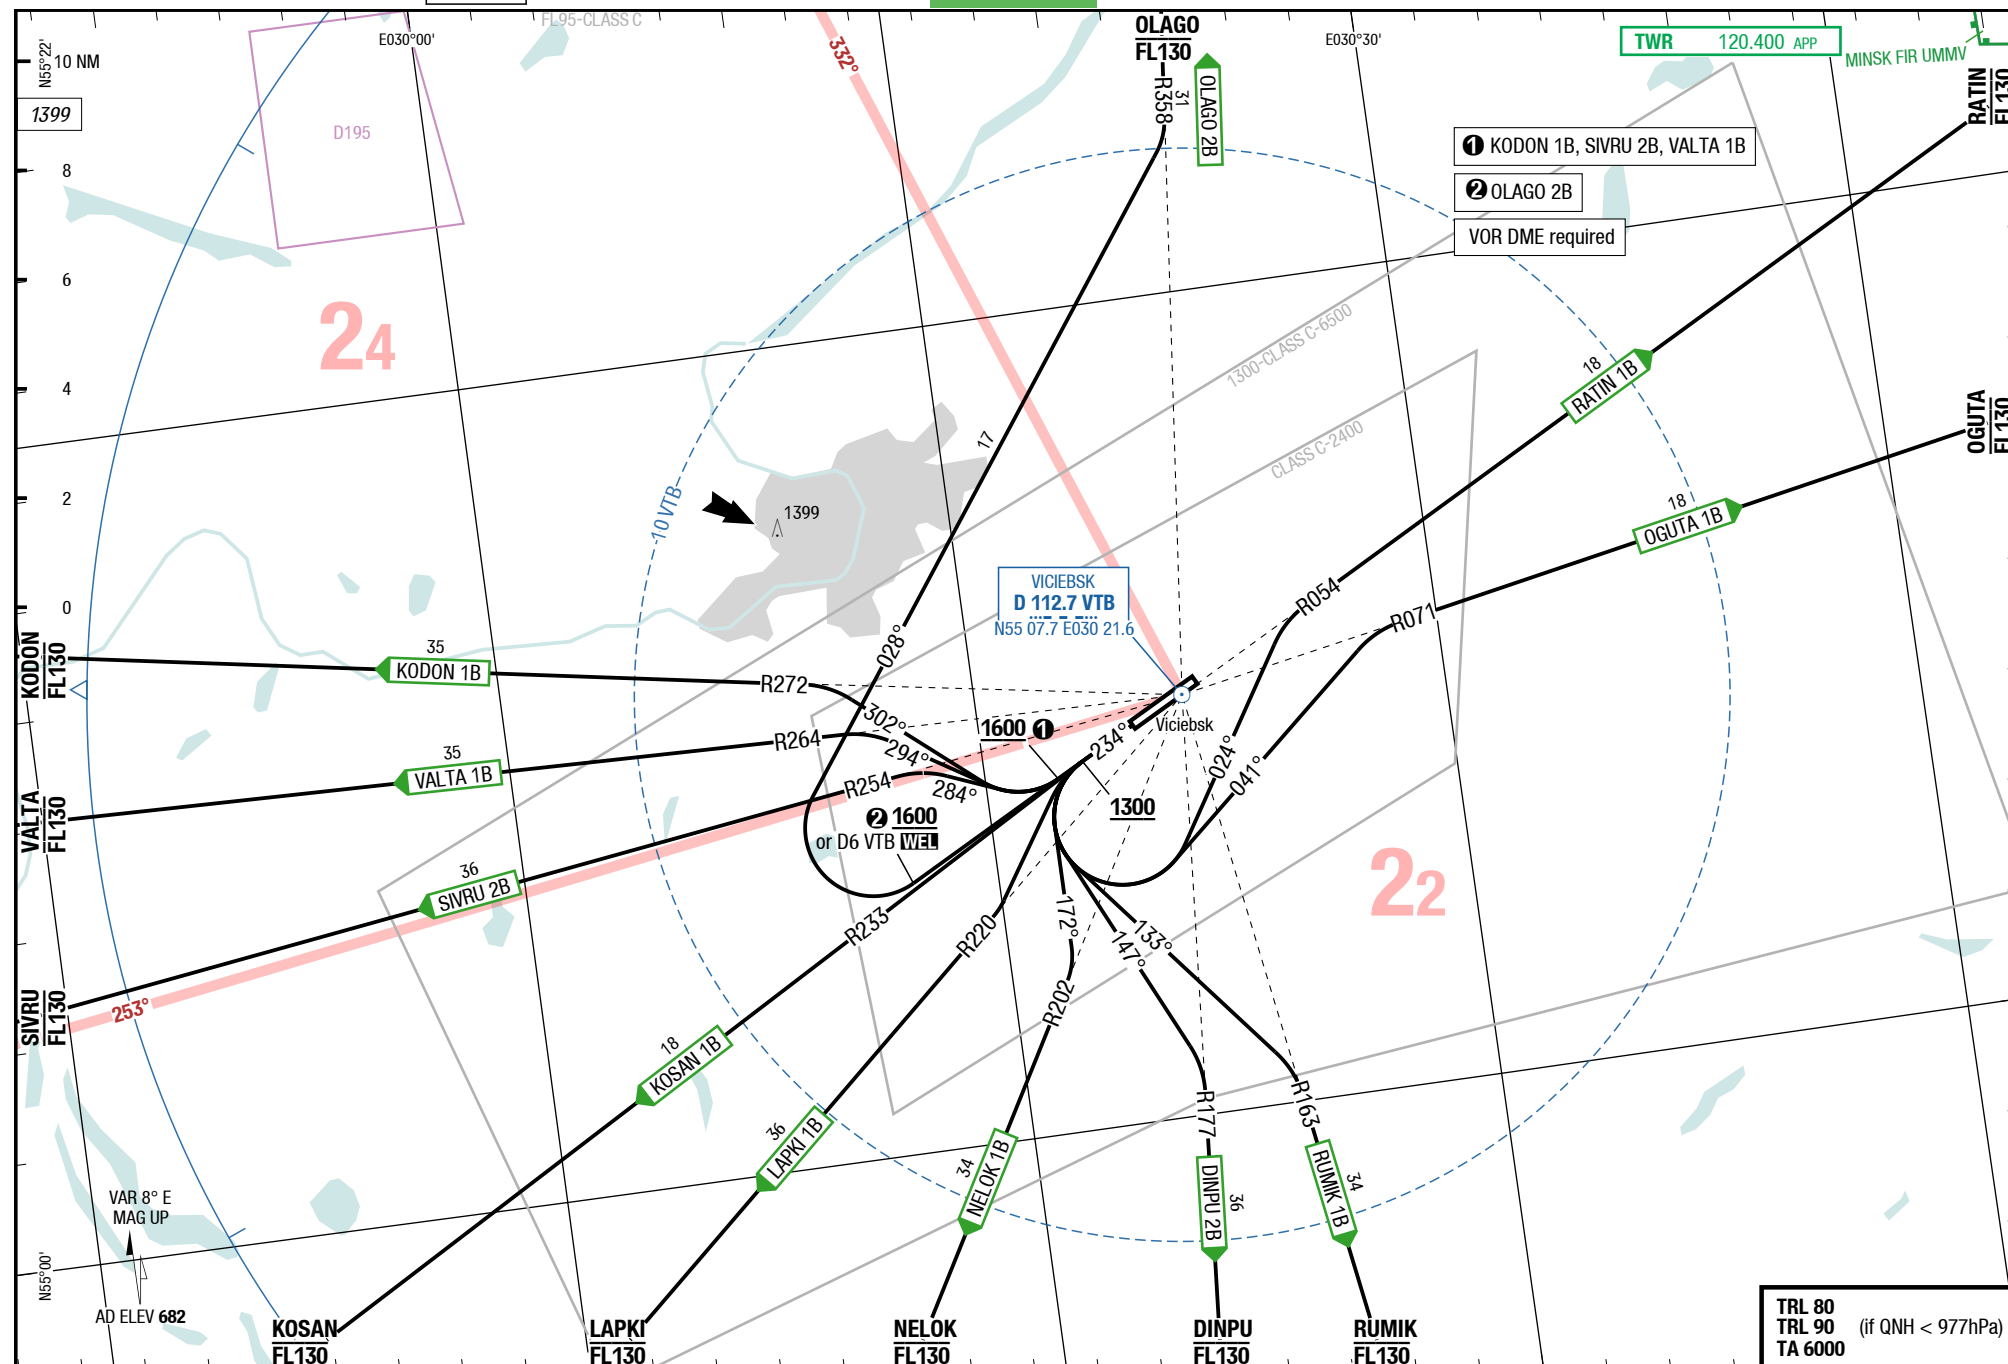 FL95-CLASS C
OLAGO
FL130
E030°00'
E030°30'
TWR 120.400 APP
MINSK FIR UMMV
N55°22'
10 NM
332°
R358
31
OLAGO 2B
RATIN
FL130
1399
D195
❶ KODON 1B, SIVRU 2B, VALTA 1B
8
❷ OLAGO 2B
VOR DME required
6
24
1300-CLASS C-6500
4
18
RATIN 1B
17
CLASS C-2400
OGUTA
FL130
2
10 VTB
1399
18
OGUTA 1B
VICIEBSK
D 112.7 VTB
N55 07.7 E030 21.6
0
R054
R071
028°
KODON
FL130
35
KODON 1B
R272
302°
1600 ❶
234°
Viciebsk
R264
294°
35
VALTA 1B
024°
041°
R254
284°
1300
VALTA
FL130
❷ 1600
or D6 VTB WEL
36
SIVRU 2B
22
R233
R220
172°
147°
133°
SIVRU
FL130
253°
R202
18
KOSAN 1B
R177
R163
36
LAPKI 1B
34
NELOK 1B
DINPU 2B
36
RUMIK 1B
34
VAR 8° E
MAG UP
N55°00'
AD ELEV 682
KOSAN
FL130
LAPKI
FL130
NELOK
FL130
DINPU
FL130
RUMIK
FL130
TRL 80
TRL 90 (if QNH < 977hPa)
TA 6000